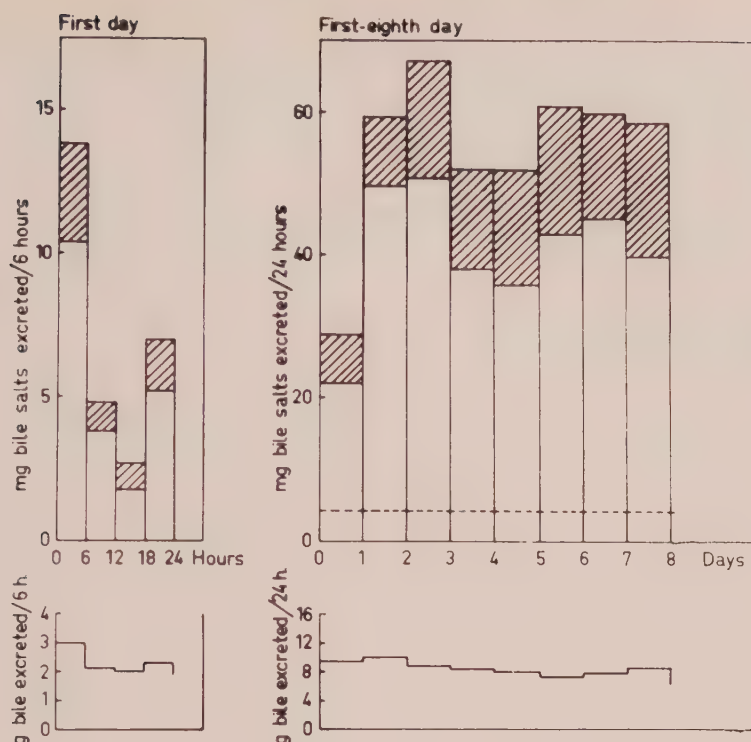 First day
mg bile salts excreted/6 hours
15
10
5
0
0 6 12 18 24 Hours
First-eighth day
mg bile salts excreted/24 hours
60
40
20
0
0 1 2 3 4 5 6 7 8 Days
bile excreted/6 h.
4
3
2
1
0
bile excreted/24 h.
16
12
8
4
0